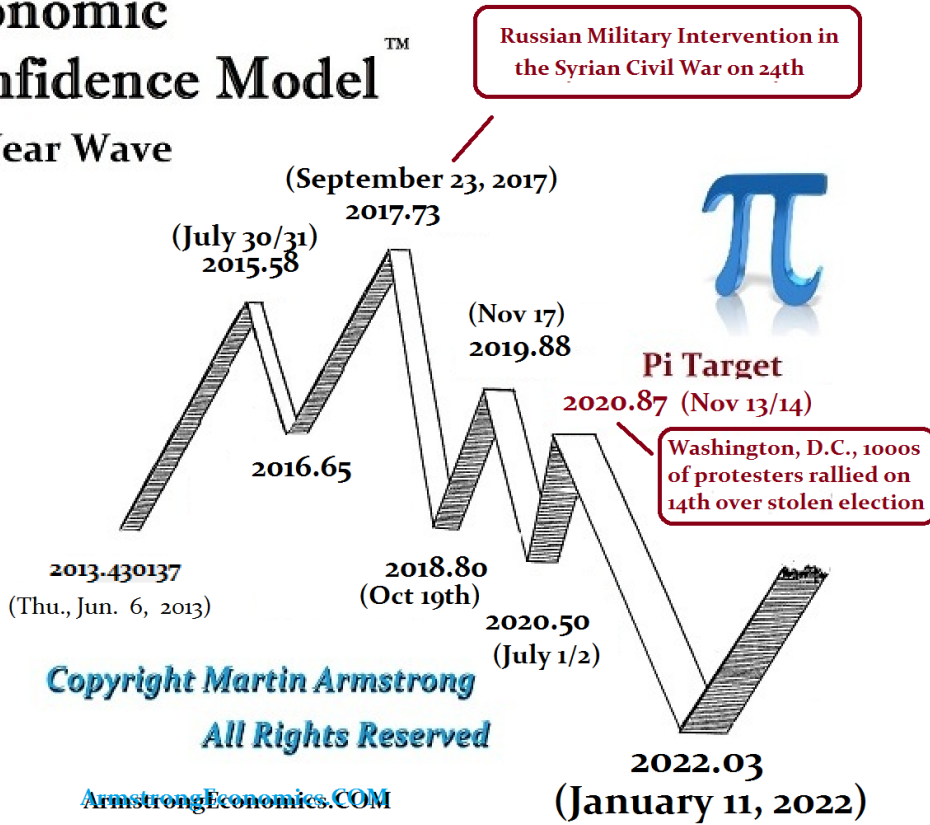 onomic
nfidence Model™
Year Wave
Russian Military Intervention in
the Syrian Civil War on 24th
(September 23, 2017)
2017.73
(July 30/31)
2015.58
π
(Nov 17)
2019.88
Pi Target
2020.87 (Nov 13/14)
Washington, D.C., 1000s
of protesters rallied on
14th over stolen election
2016.65
2013.430137
(Thu., Jun. 6, 2013)
2018.80
(Oct 19th)
2020.50
(July 1/2)
Copyright Martin Armstrong
All Rights Reserved
2022.03
(January 11, 2022)
ArmstrongEconomics.COM